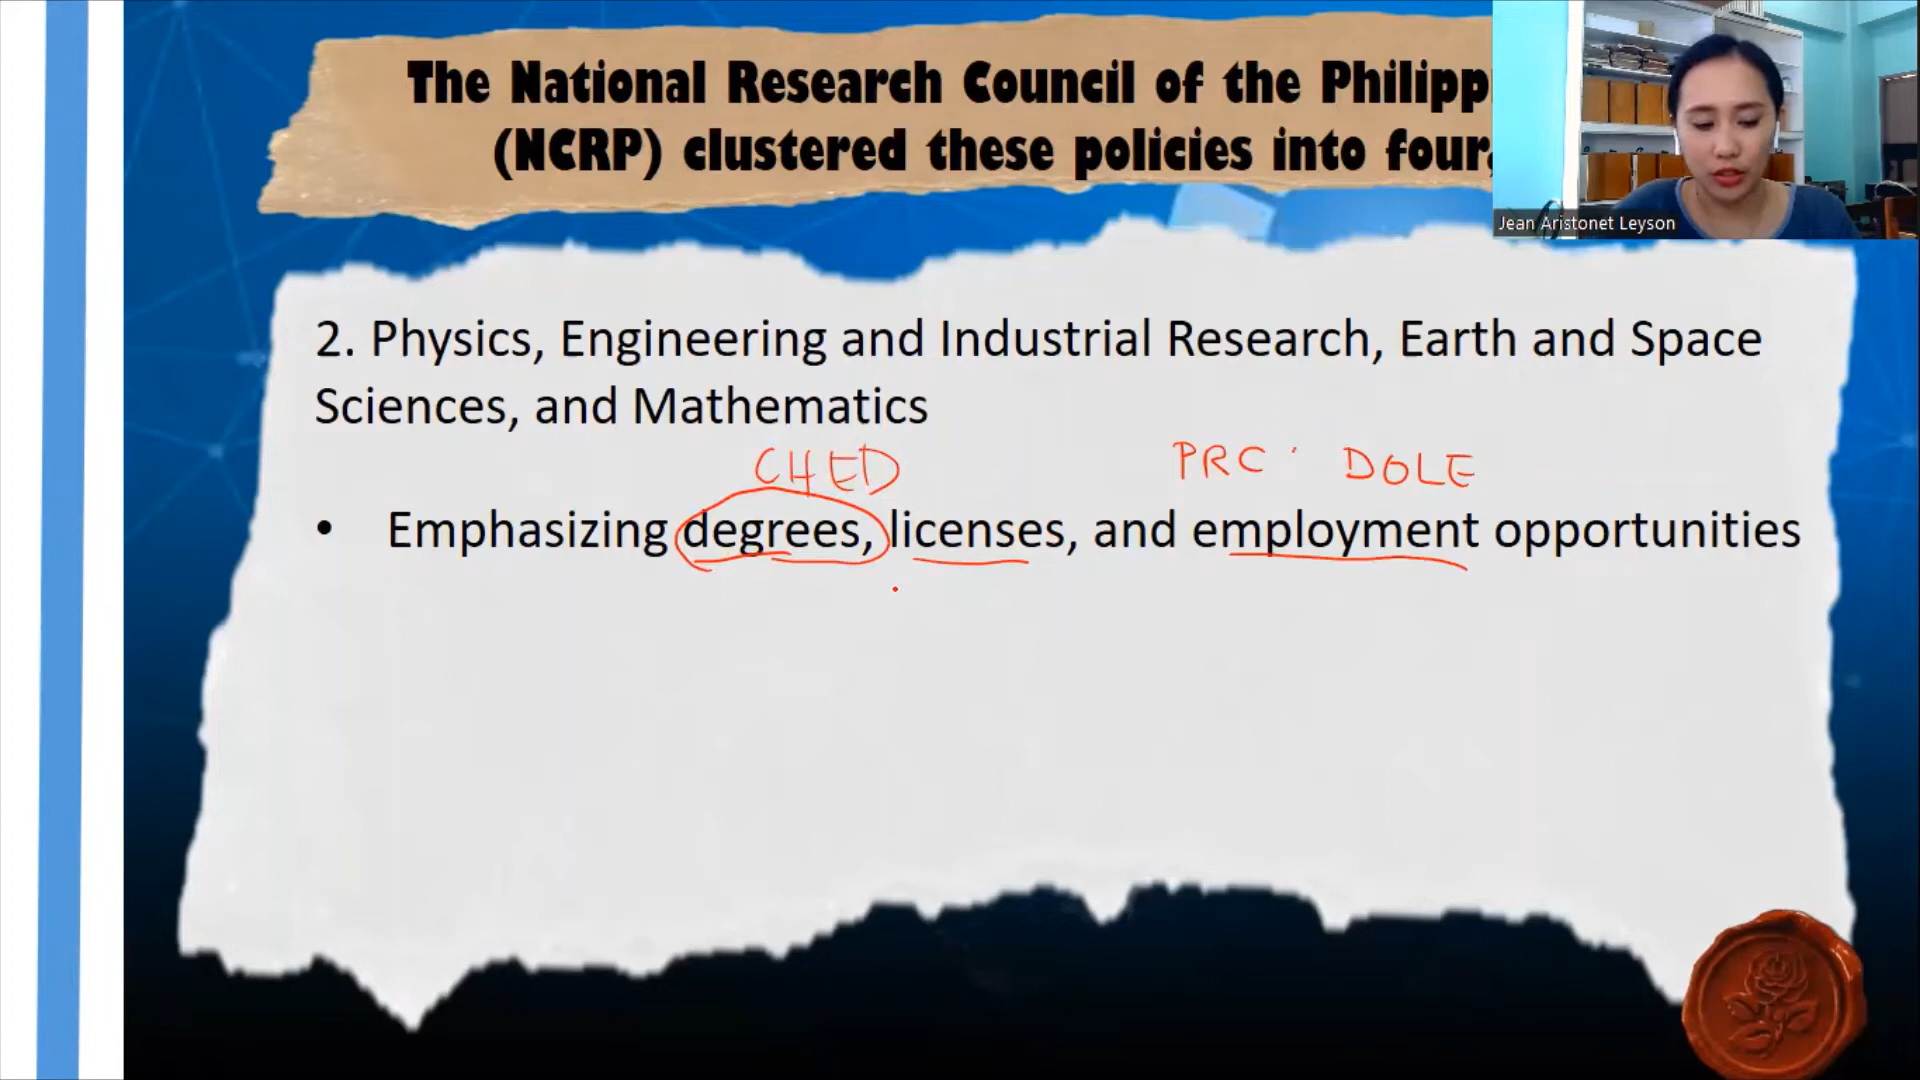 The National Research Council of the Philipp
(NCRP) clustered these policies into four,
Jean Aristonet Leyson
2. Physics, Engineering and Industrial Research, Earth and Space
Sciences, and Mathematics
CHED PRC DOLE
• Emphasizing degrees, licenses, and employment opportunities